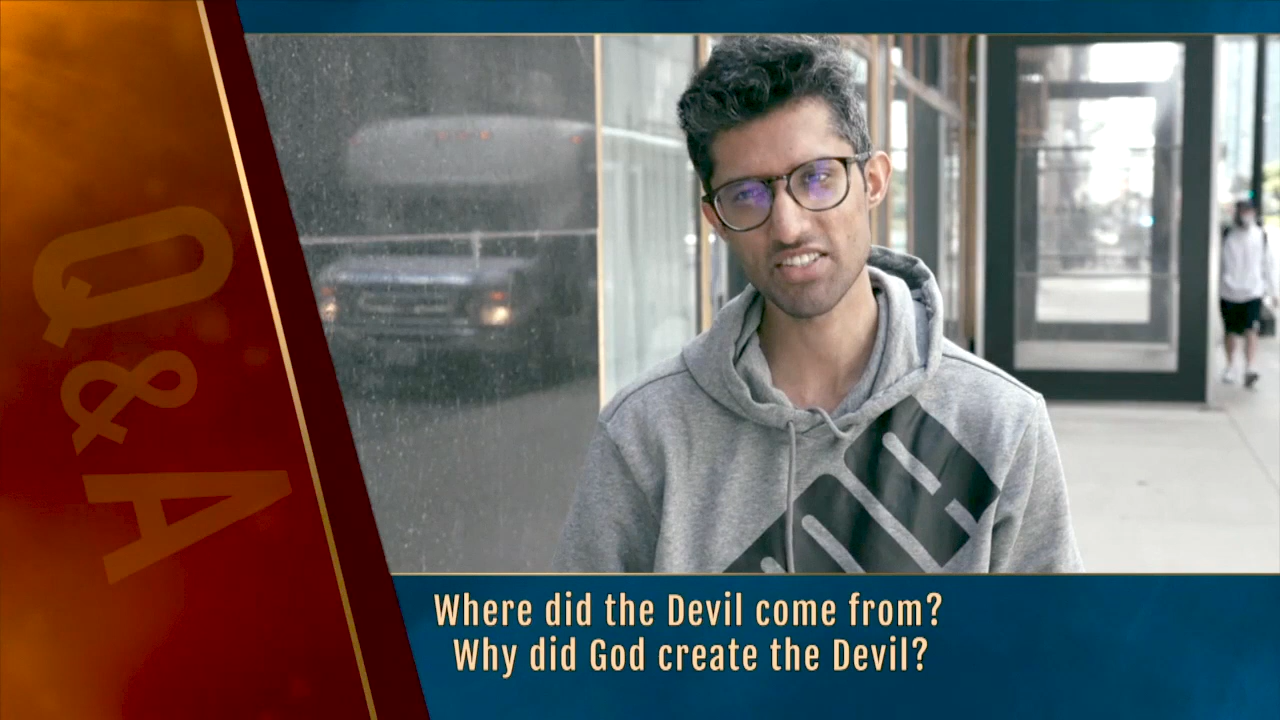 Q&A
Where did the Devil come from?
Why did God create the Devil?